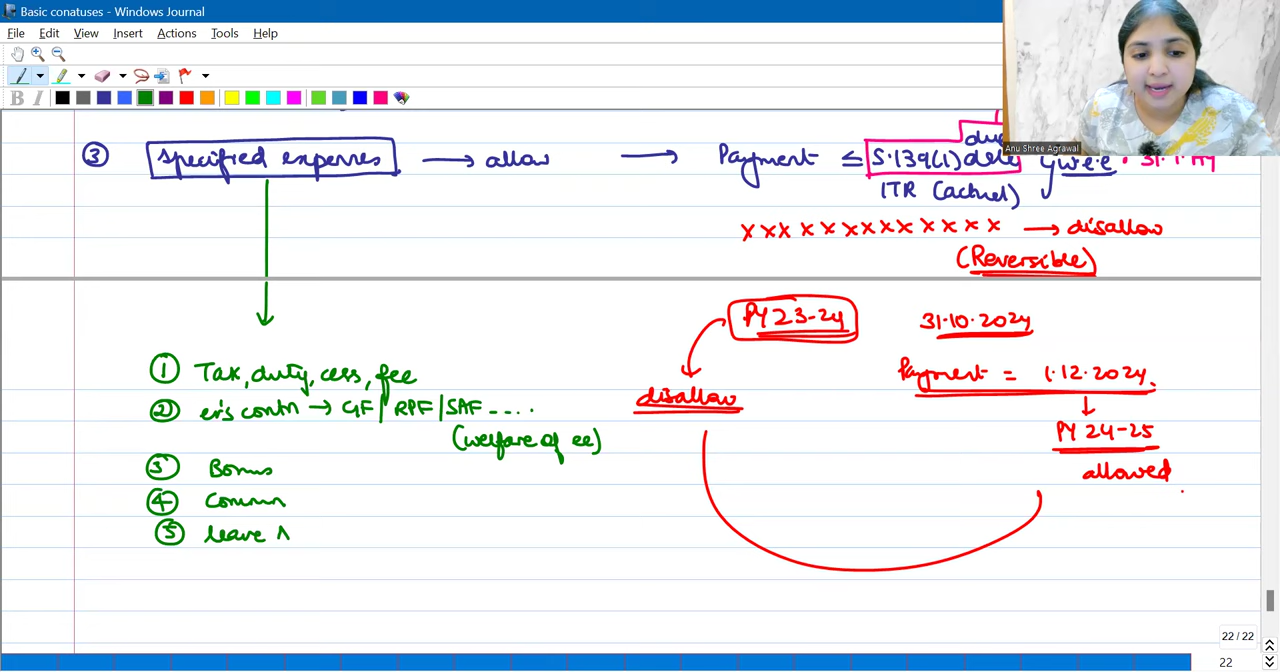 Basic conatuses - Windows Journal
File Edit View Insert Actions Tools Help
B I
Anu Shree Agrawal
③ Specified expenses → allow → Payment ≤ S.139(1) date
ITR (actual)
xxxxxxxxxxxxx → disallow
(Reversible)
PY 23-24 31.10.2024
① Tax, duty, cess, fee
disallow
Payment = 1.12.2024.
② er's contn → GF/RPF/SAF ....
(welfare of ee)
PY 24-25
allowed
③ Bonus
④ Commn
⑤ leave
22 / 22
22